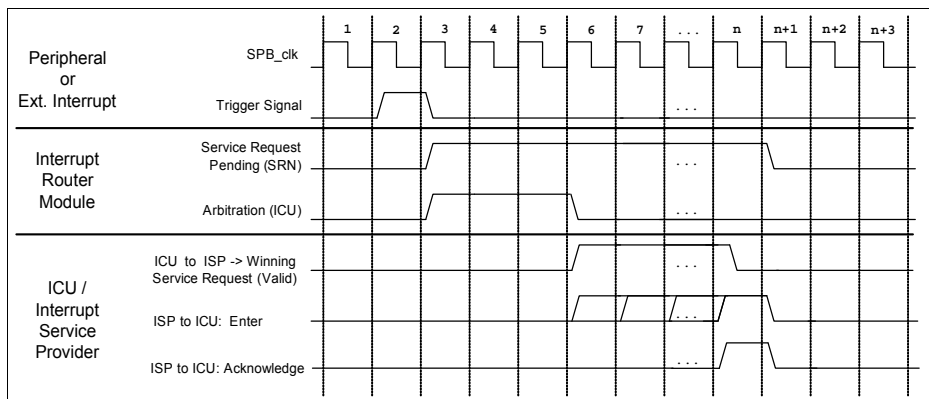 1 2 3 4 5 6 7 ... n n+1 n+2 n+3
Peripheral
or
Ext. Interrupt
SPB_clk
Trigger Signal
...
Interrupt
Router
Module
Service Request
Pending (SRN)
...
Arbitration (ICU)
...
ICU /
Interrupt
Service
Provider
ICU to ISP -> Winning
Service Request (Valid)
...
ISP to ICU: Enter
...
ISP to ICU: Acknowledge
...